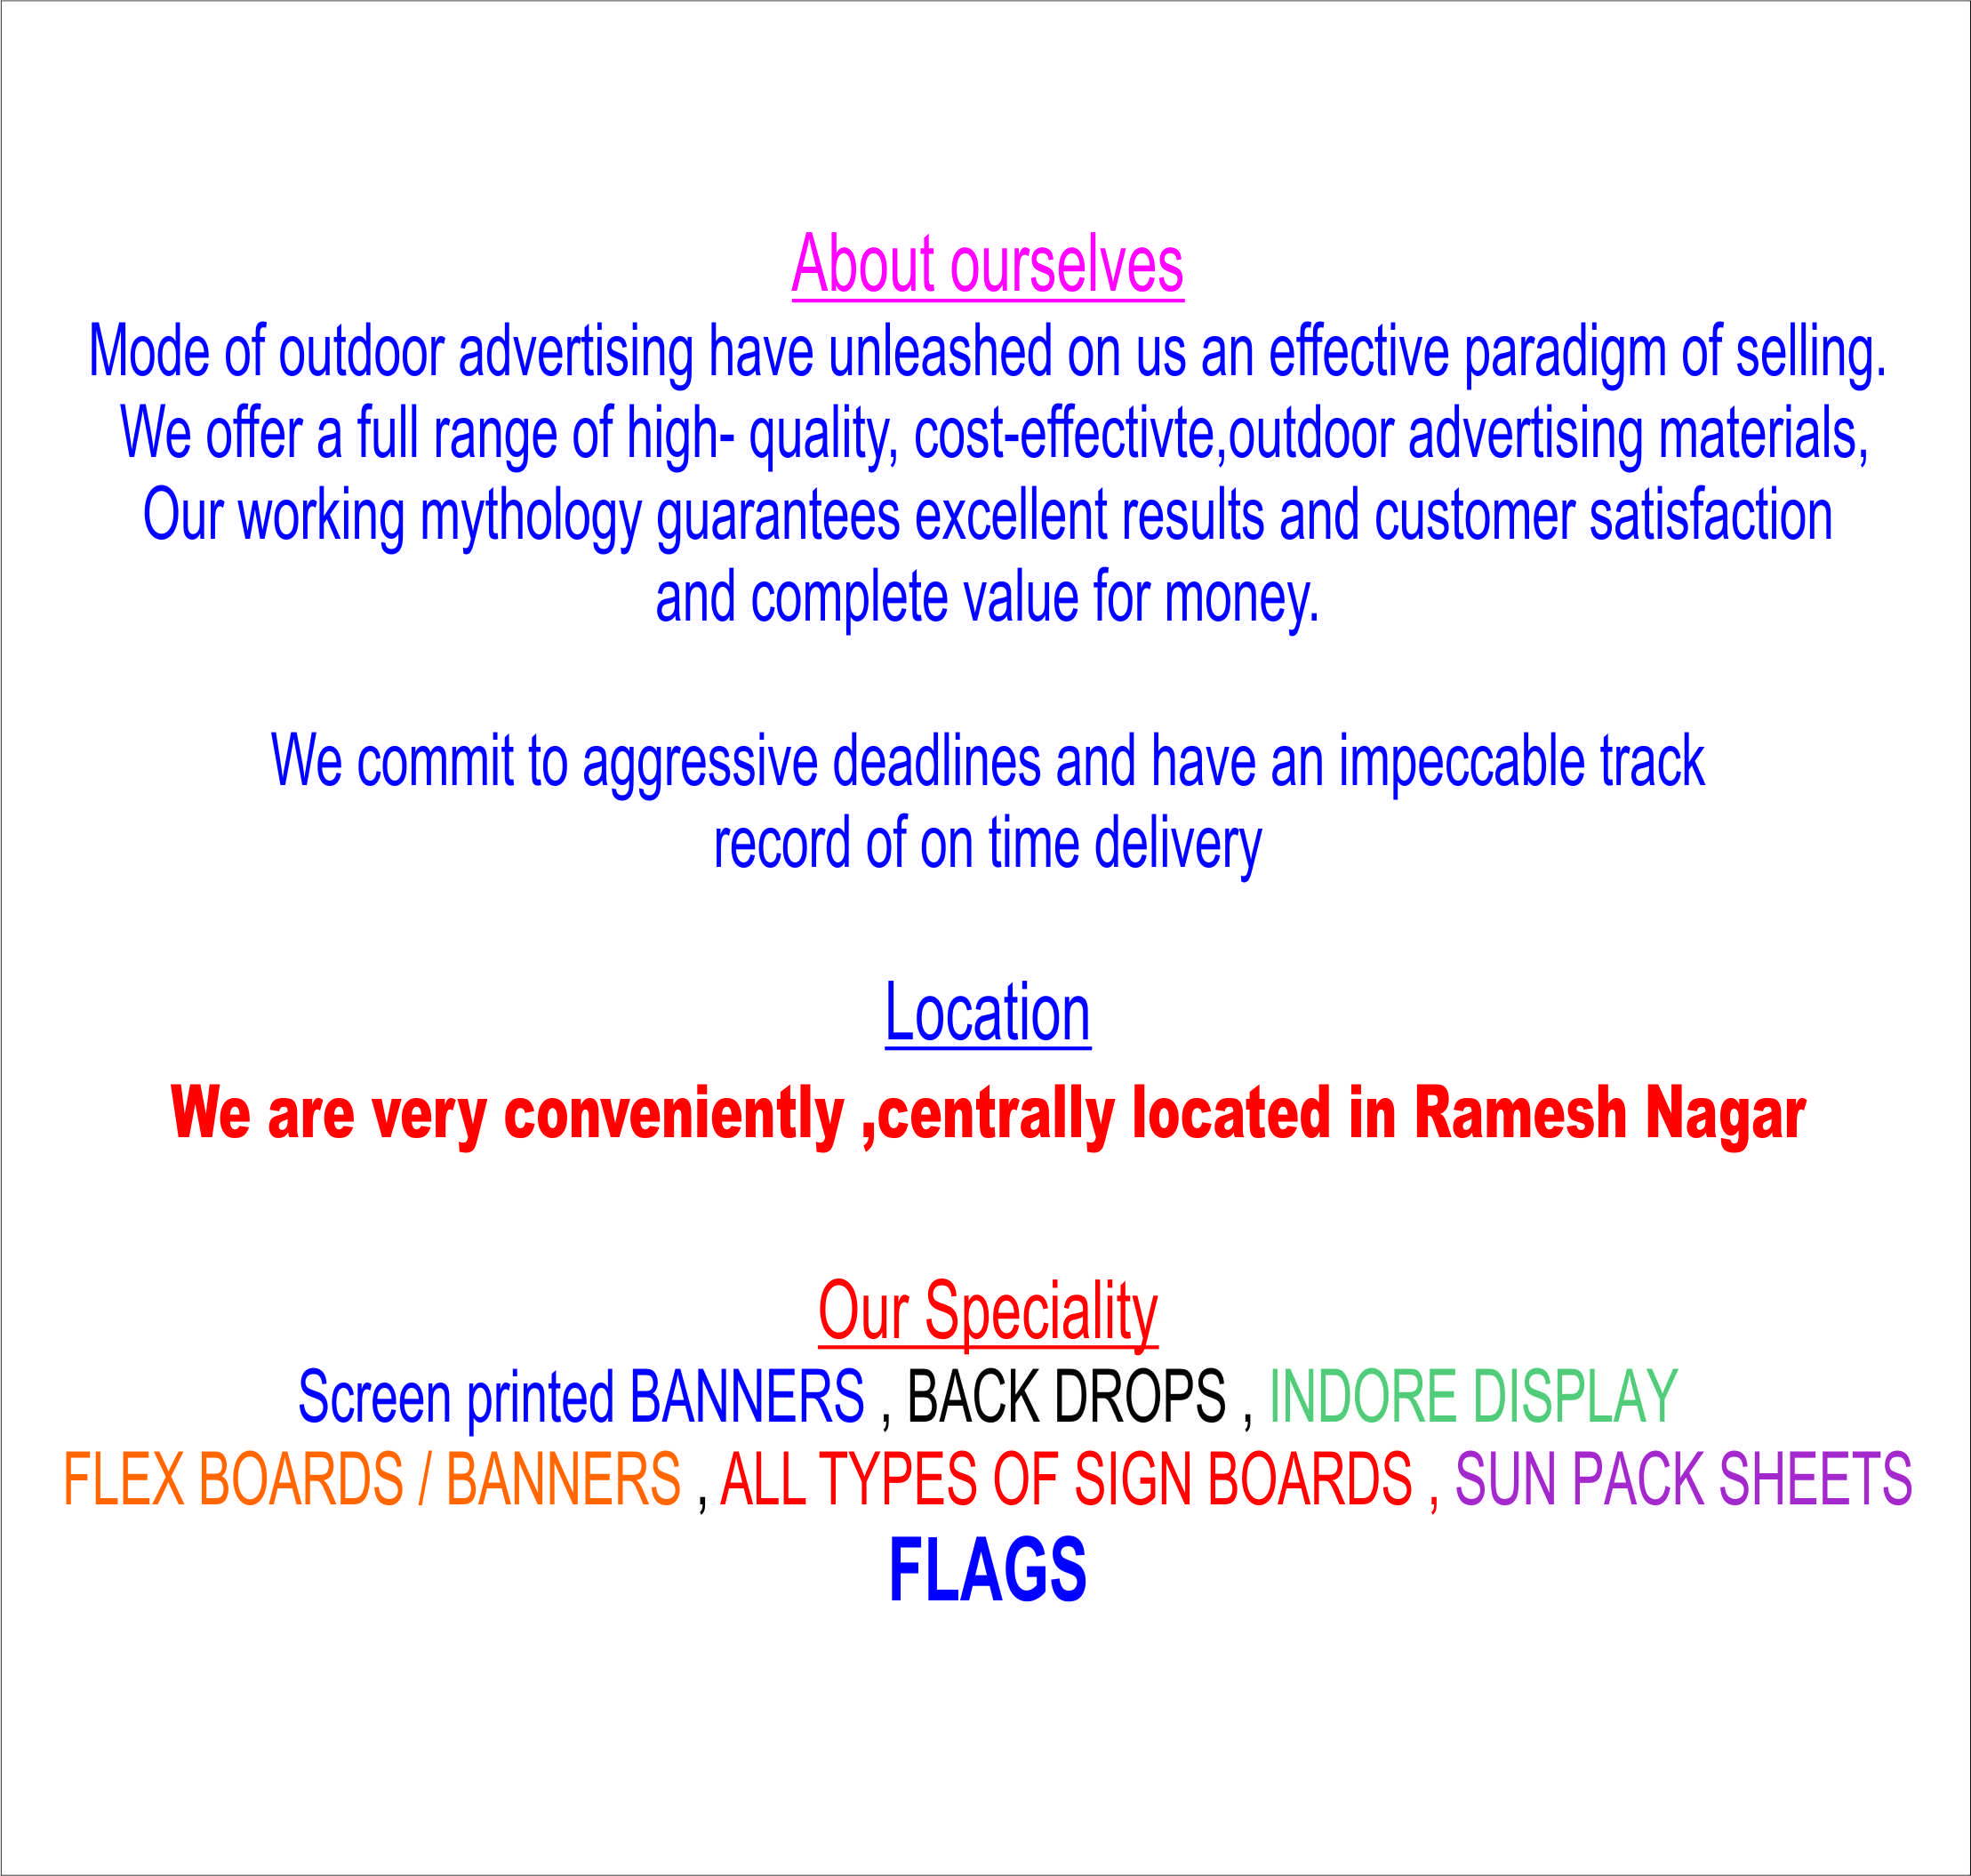 About ourselves
Mode of outdoor advertising have unleashed on us an effective paradigm of selling.
We offer a full range of high- quality, cost-effectivte,outdoor advertising materials,
Our working mythology guarantees excellent results and customer satisfaction
and complete value for money.
We commit to aggressive deadlines and have an impeccable track
record of on time delivery
Location
We are very conveniently ,centrally located in Ramesh Nagar
Our Speciality
Screen printed BANNERS , BACK DROPS , INDORE DISPLAY
FLEX BOARDS / BANNERS , ALL TYPES OF SIGN BOARDS , SUN PACK SHEETS
FLAGS